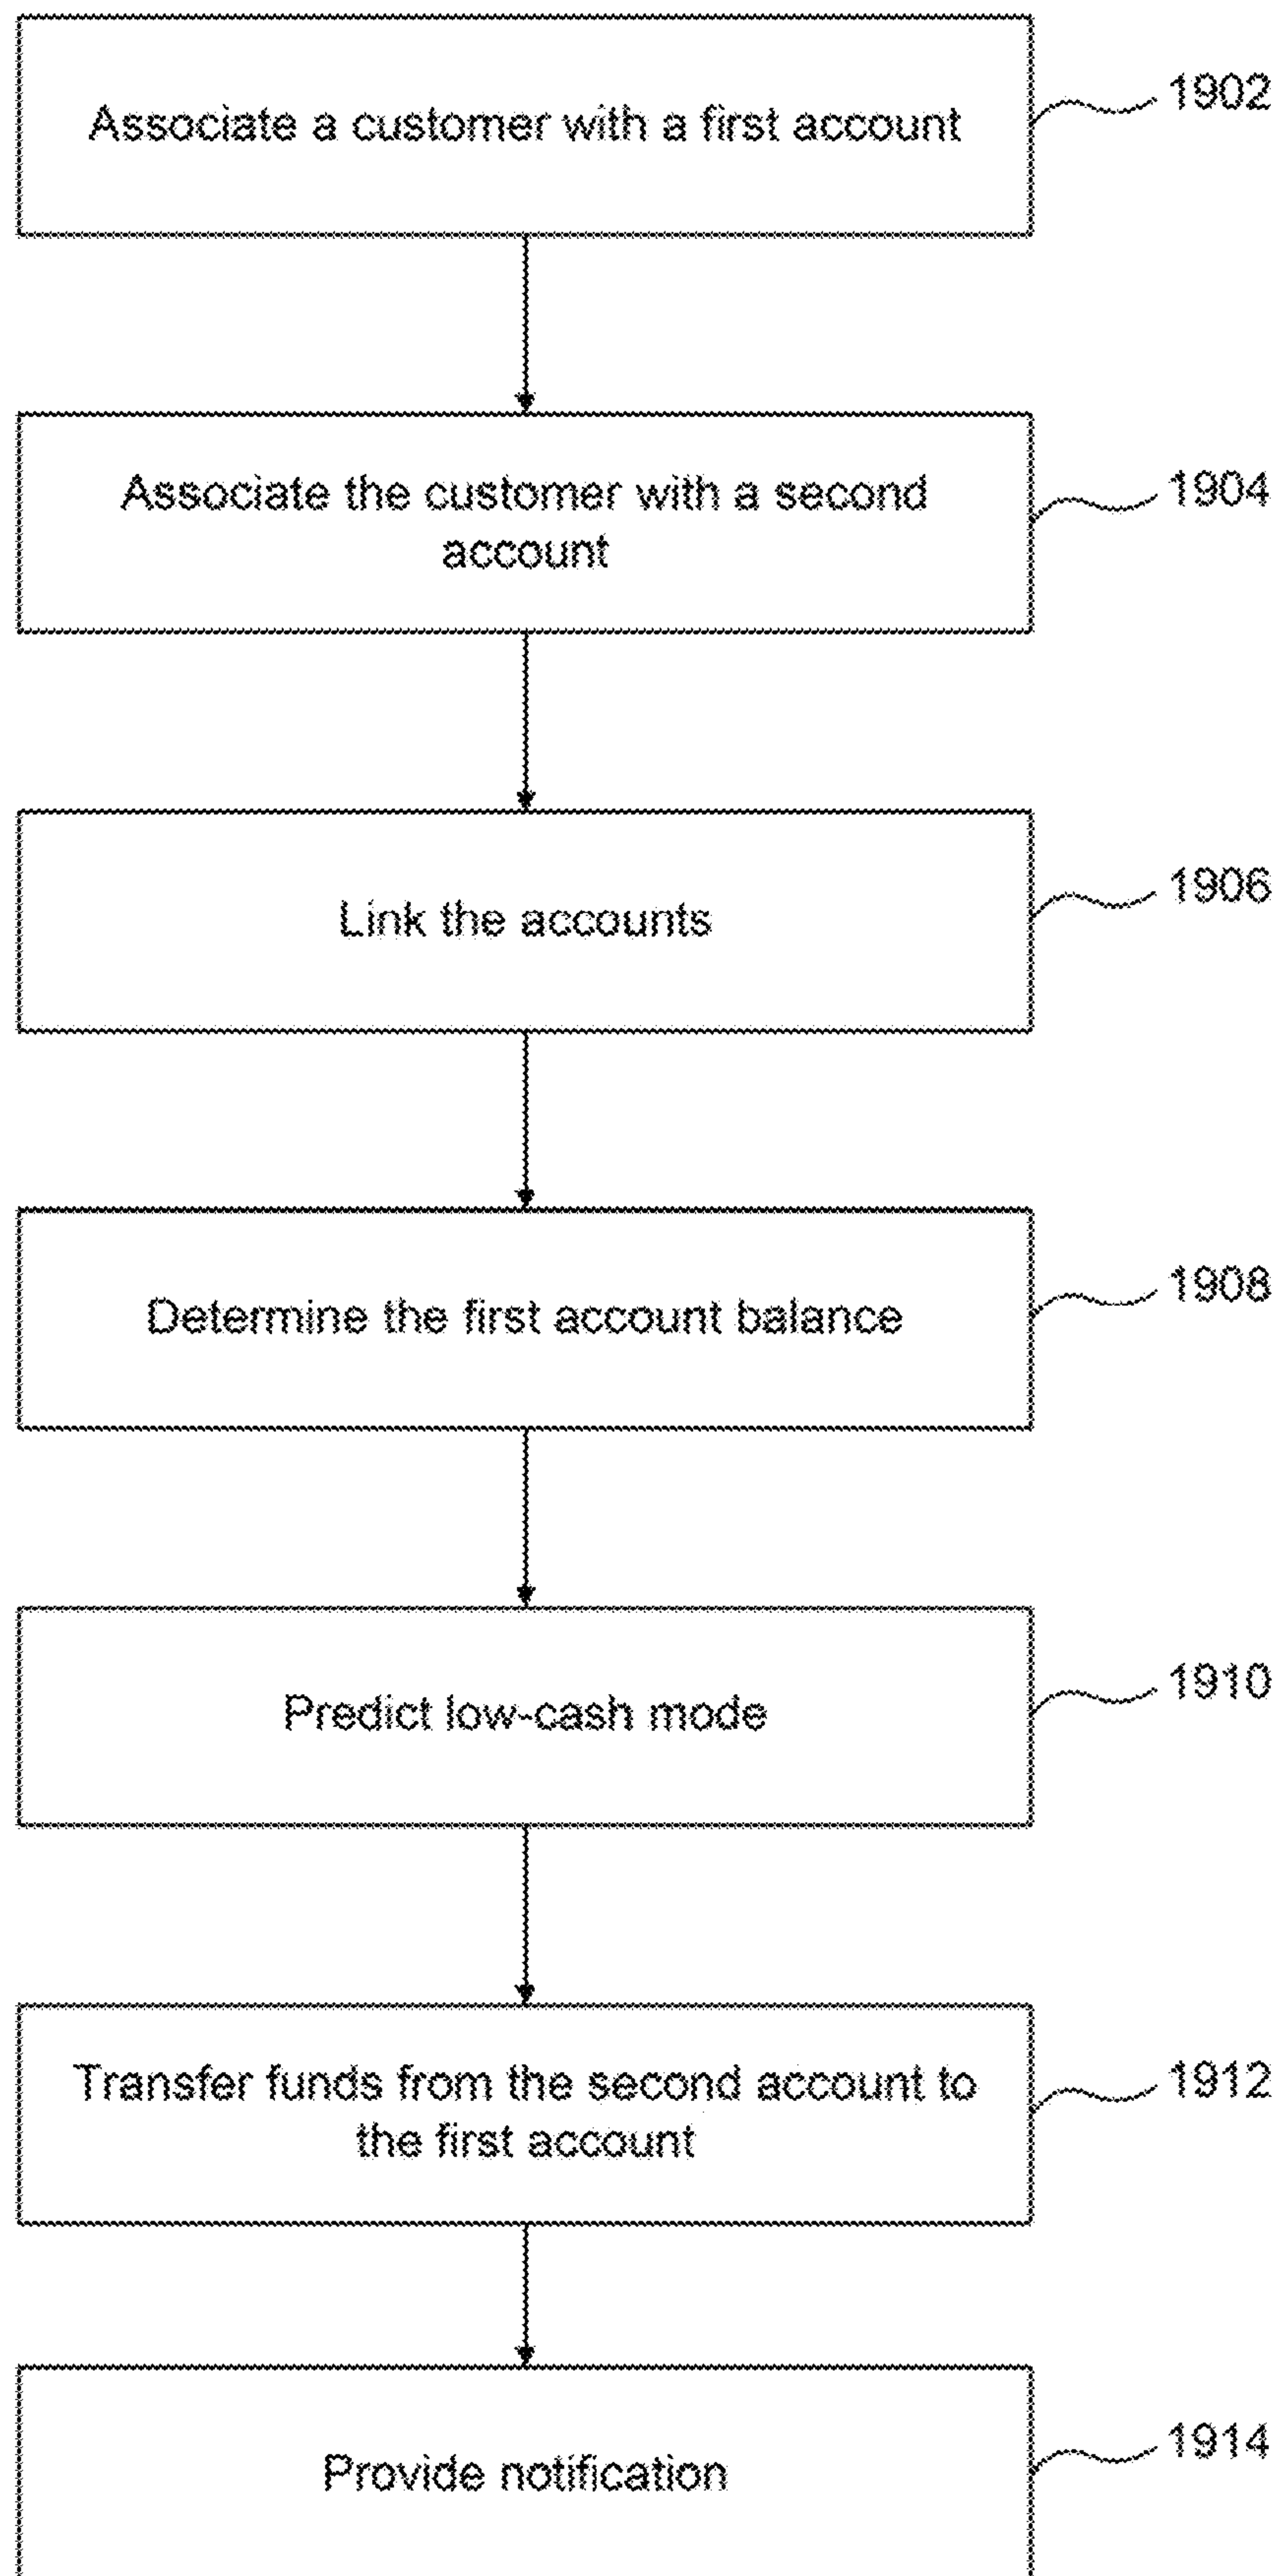 Associate a customer with a first account
1902
Associate the customer with a second
account
1904
Link the accounts
1906
Determine the first account balance
1908
Predict low-cash mode
1910
Transfer funds from the second account to
the first account
1912
Provide notification
1914